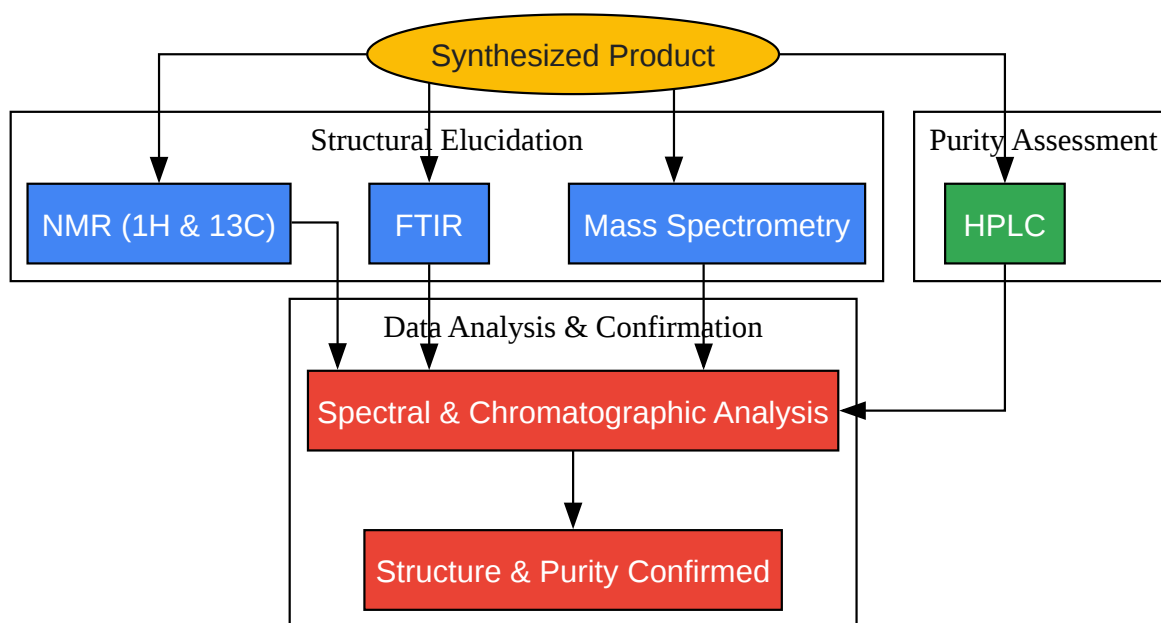 Synthesized Product
Structural Elucidation
Purity Assessment
NMR (1H & 13C)
FTIR
Mass Spectrometry
HPLC
Data Analysis & Confirmation
Spectral & Chromatographic Analysis
Structure & Purity Confirmed